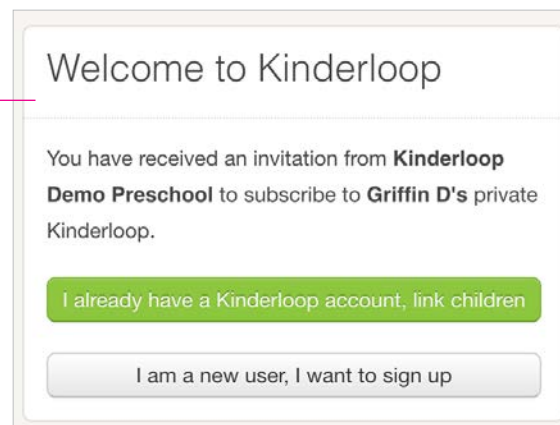 Welcome to Kinderloop
You have received an invitation from Kinderloop
Demo Preschool to subscribe to Griffin D's private
Kinderloop.
I already have a Kinderloop account, link children
I am a new user, I want to sign up